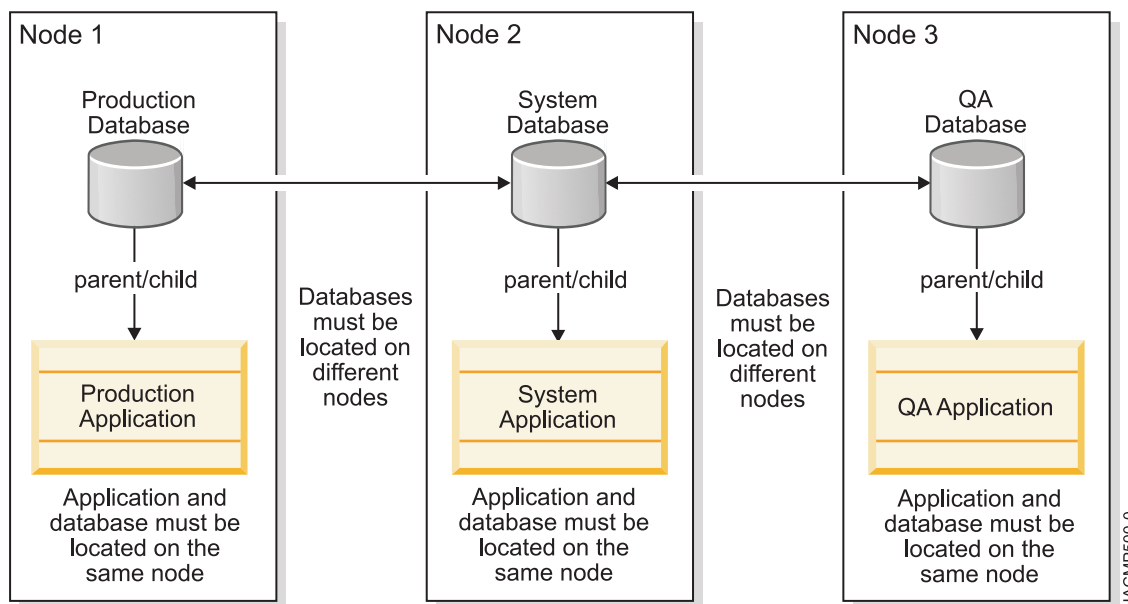 Node 1
Production
Database
parent/child
Production
Application
Application and
database must be
located on the
same node
Databases
must be
located on
different
nodes
Node 2
System
Database
parent/child
System
Application
Application and
database must be
located on the
same node
Databases
must be
located on
different
nodes
Node 3
QA
Database
parent/child
QA Application
Application and
database must be
located on the
same node